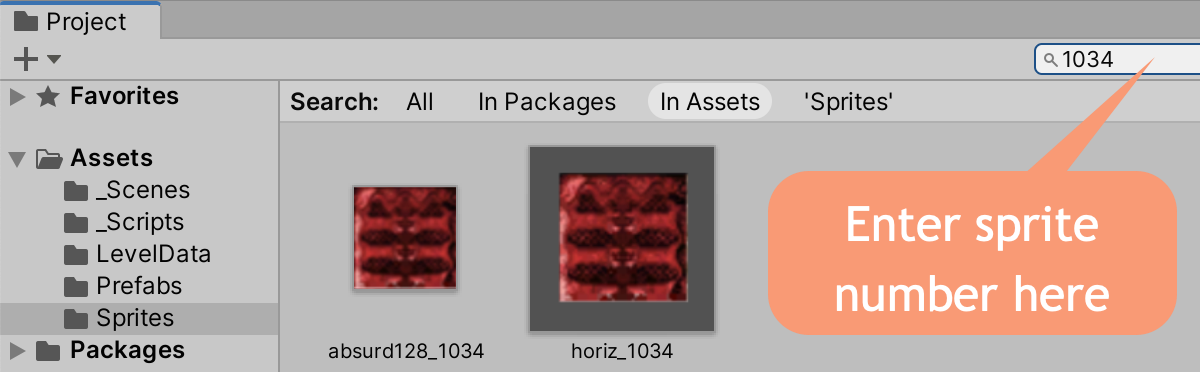 Project
1034
Favorites
Search: All In Packages In Assets 'Sprites'
Assets
_Scenes
_Scripts
LevelData
Prefabs
Sprites
Packages
absurd128_1034 horiz_1034
Enter sprite
number here